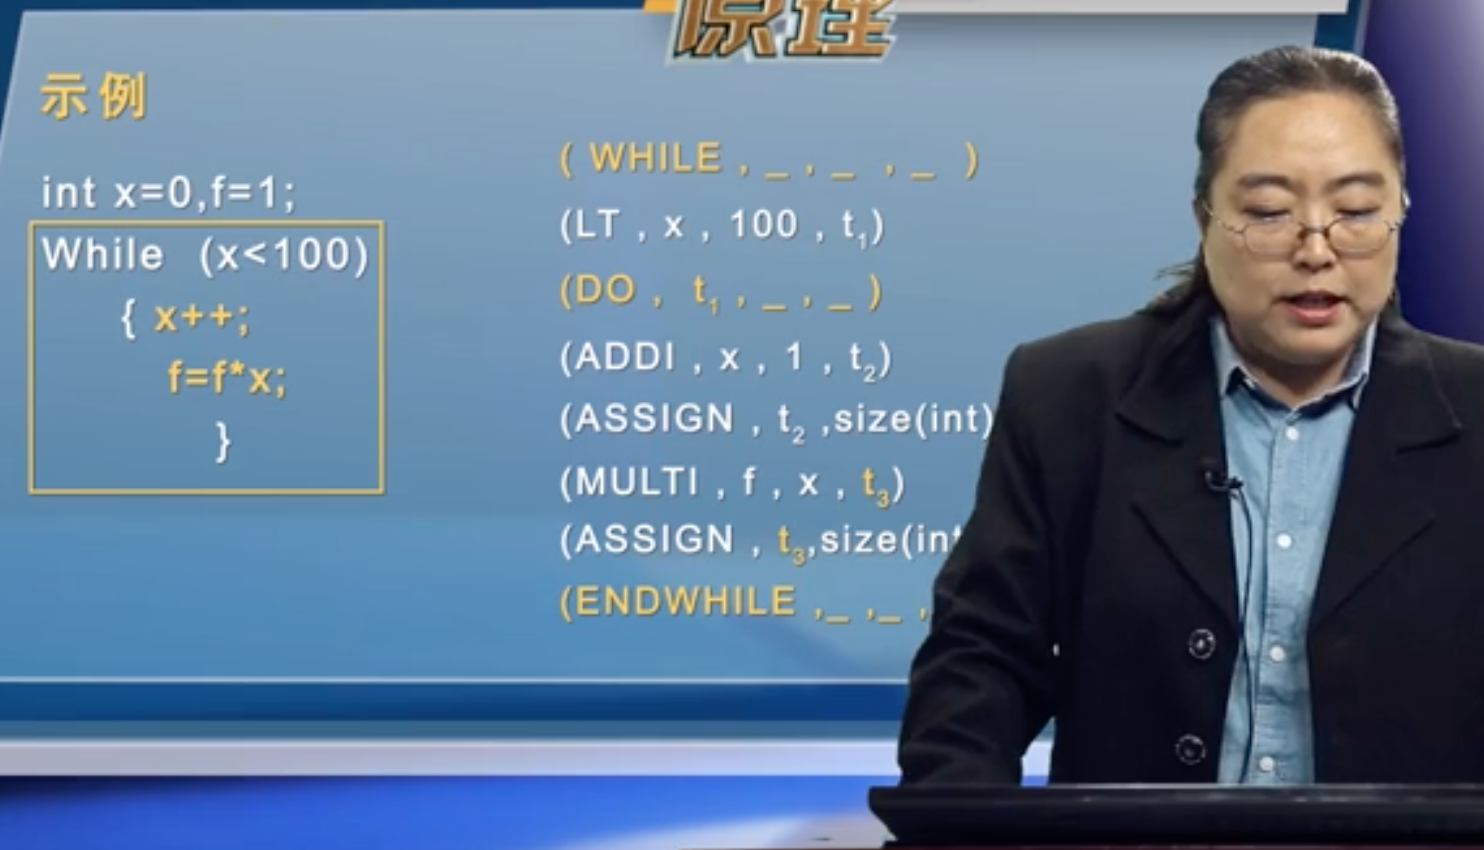 原理
示例
int x=0,f=1;
While (x<100)
{ x++;
f=f*x;
}
( WHILE , _ , _ , _ )
(LT , x , 100 , t₁)
(DO , t₁ , _ , _ )
(ADDI , x , 1 , t₂)
(ASSIGN , t₂ ,size(int)
(MULTI , f , x , t₃)
(ASSIGN , t₃,size(int
(ENDWHILE ,_ ,_ ,